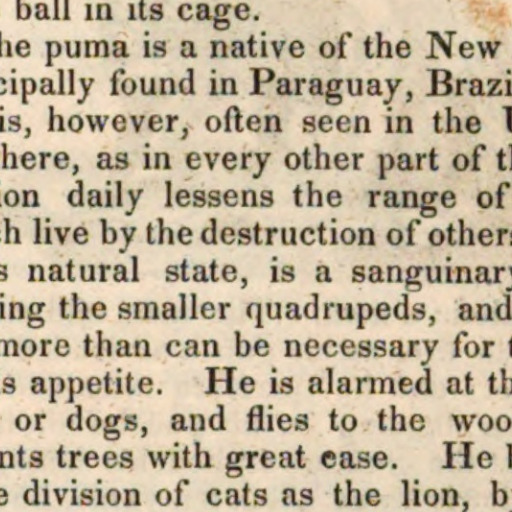 ball in its cage.
he puma is a native of the New
cipally found in Paraguay, Brazi
is, however, often seen in the U
here, as in every other part of th
ion daily lessens the range of
h live by the destruction of others
s natural state, is a sanguinary
ing the smaller quadrupeds, and
more than can be necessary for t
s appetite. He is alarmed at th
or dogs, and flies to the woo
nts trees with great ease. He b
e division of cats as the lion, by